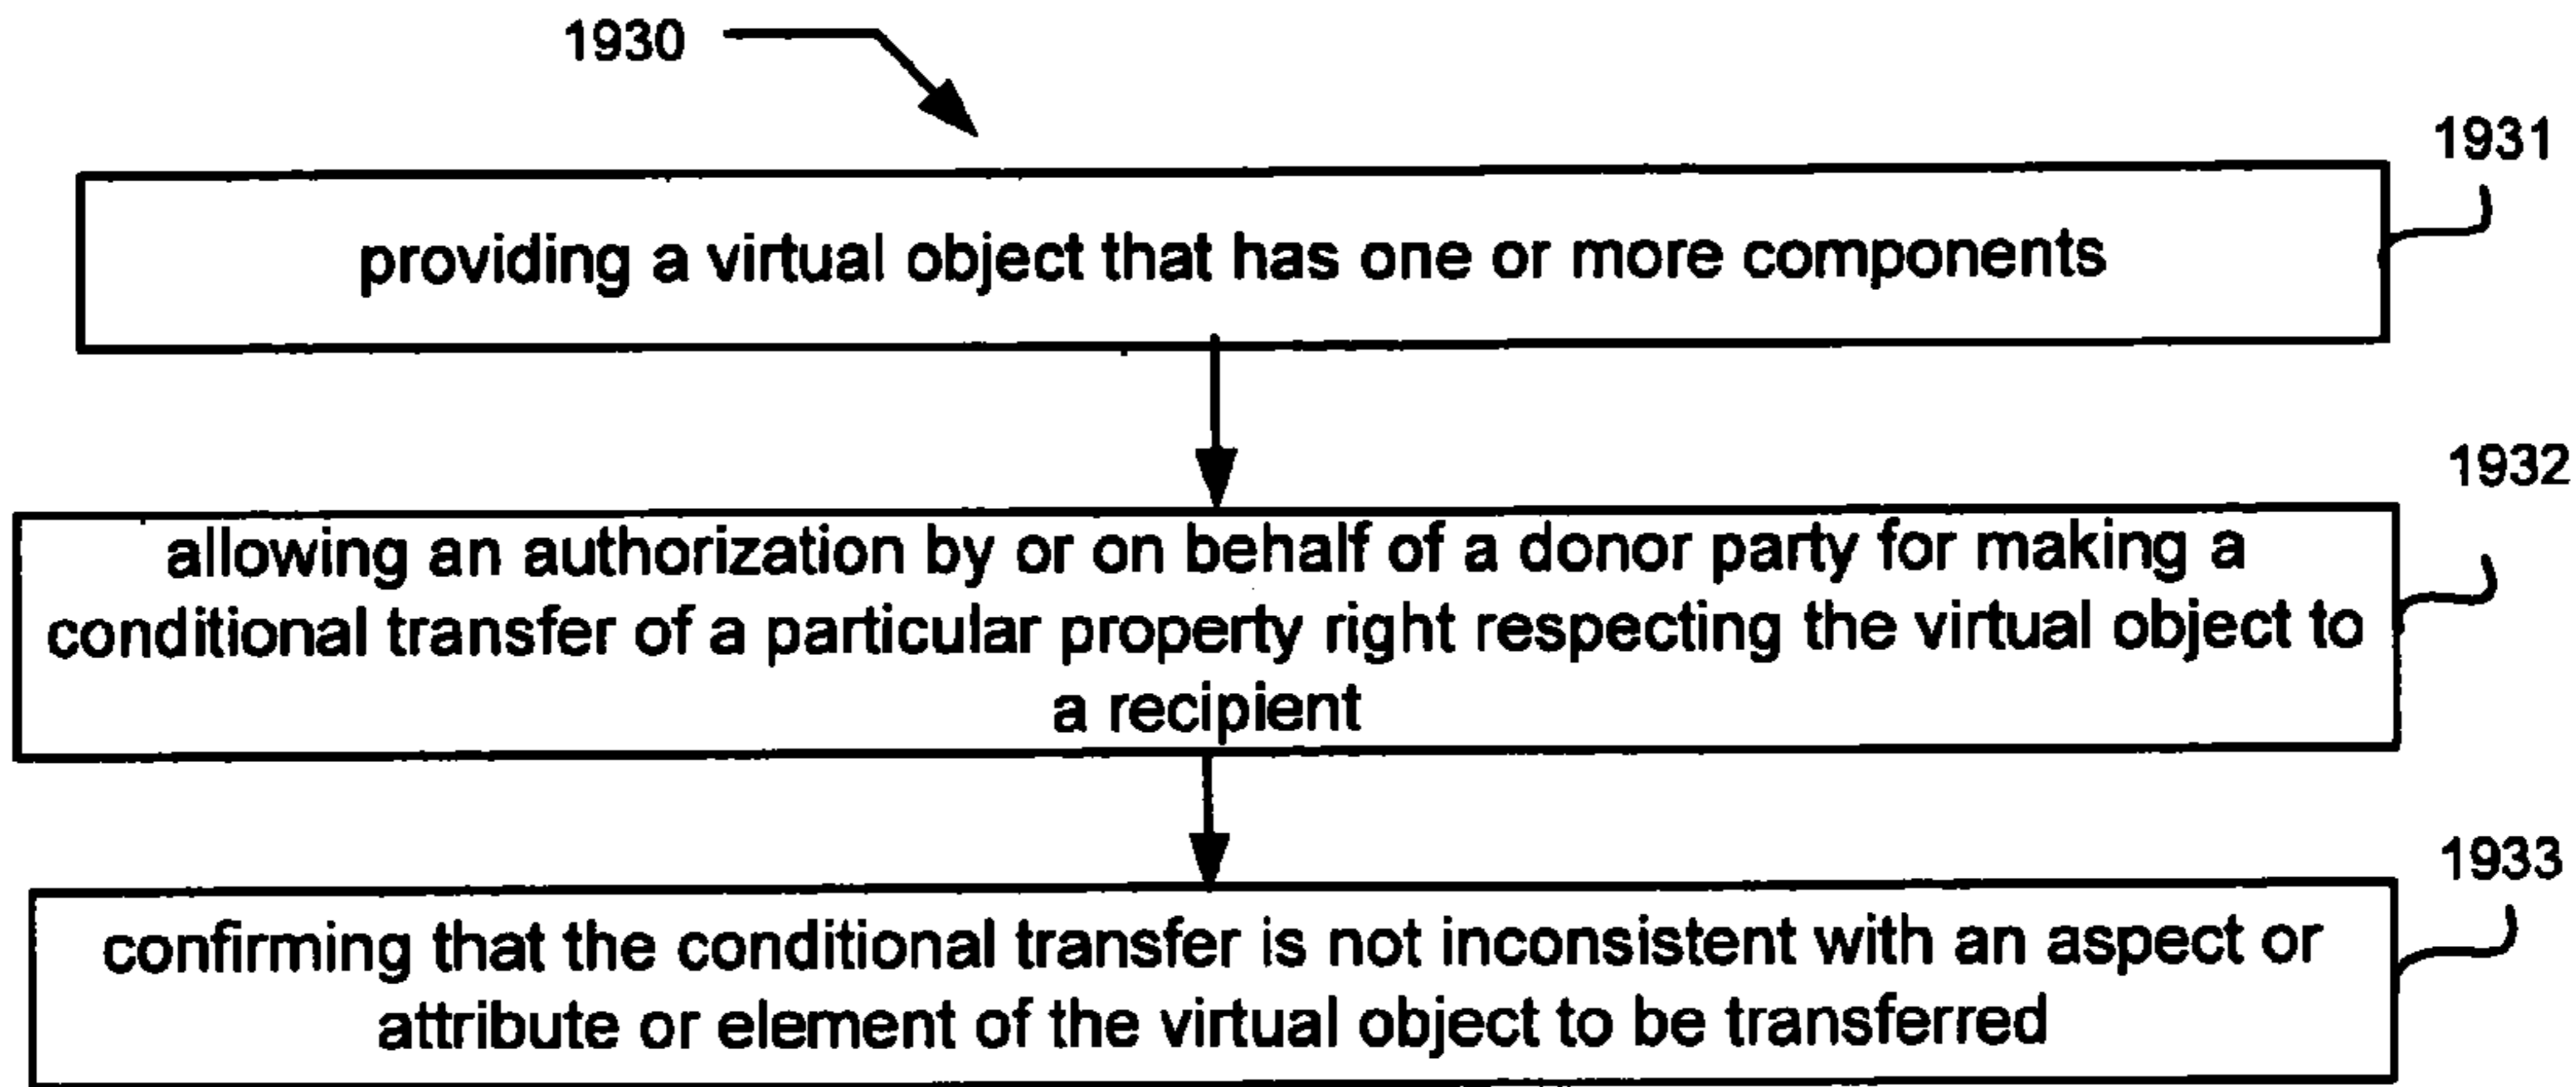 1930
1931
providing a virtual object that has one or more components
1932
allowing an authorization by or on behalf of a donor party for making a
conditional transfer of a particular property right respecting the virtual object to
a recipient
1933
confirming that the conditional transfer is not inconsistent with an aspect or
attribute or element of the virtual object to be transferred